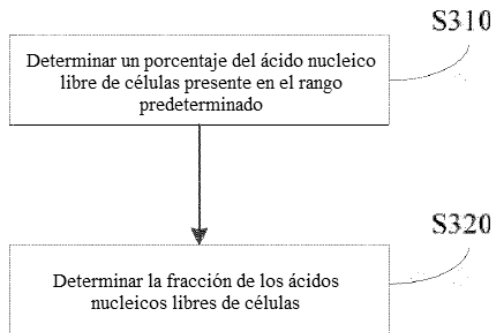 S310
Determinar un porcentaje del ácido nucleico
libre de células presente en el rango
predeterminado
S320
Determinar la fracción de los ácidos
nucleicos libres de células